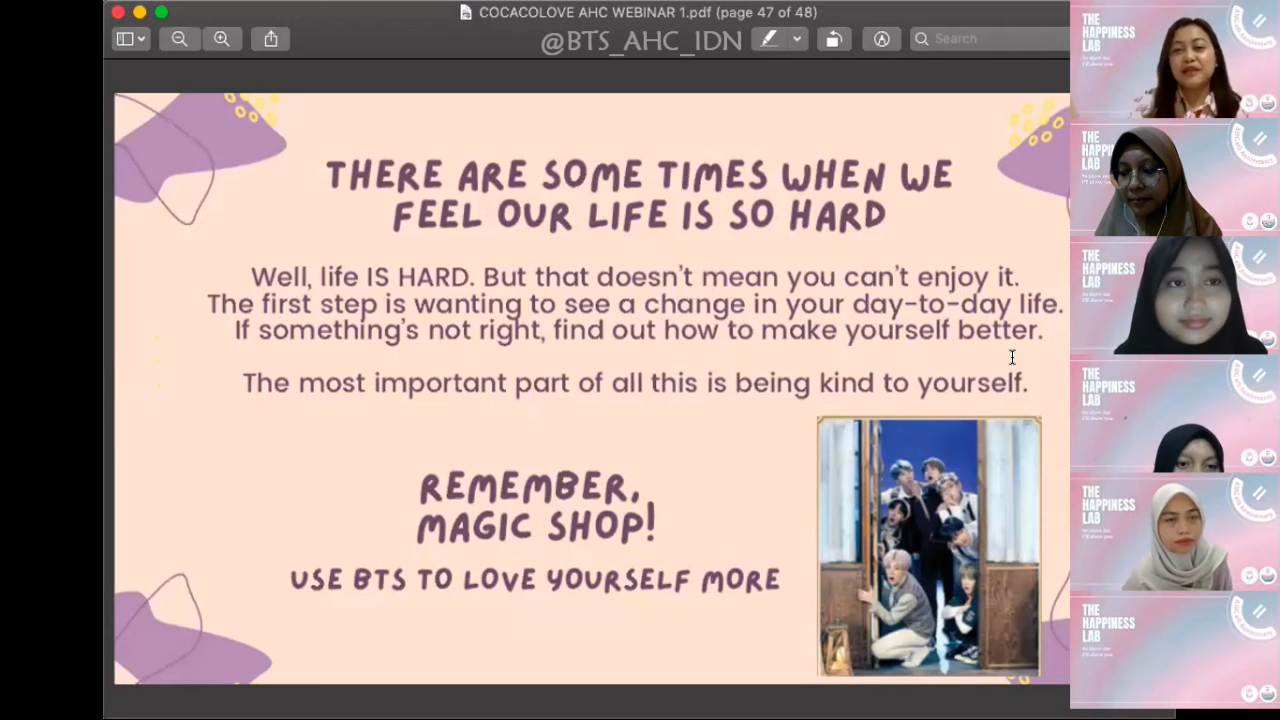 COCACOLOVE AHC WEBINAR 1.pdf (page 47 of 48)
@BTS_AHC_IDN
Search
THERE ARE SOME TIMES WHEN WE
FEEL OUR LIFE IS SO HARD
Well, life IS HARD. But that doesn't mean you can't enjoy it.
The first step is wanting to see a change in your day-to-day life.
If something's not right, find out how to make yourself better.
The most important part of all this is being kind to yourself.
REMEMBER,
MAGIC SHOP!
USE BTS TO LOVE YOURSELF MORE
THE
HAPPINESS
LAB
THE
HAPP
LAB
THE
HAPPINESS
LAB
THE
HAPPINESS
LAB
THE
HAPPINESS
LAB
THE
HAPPINESS
LAB